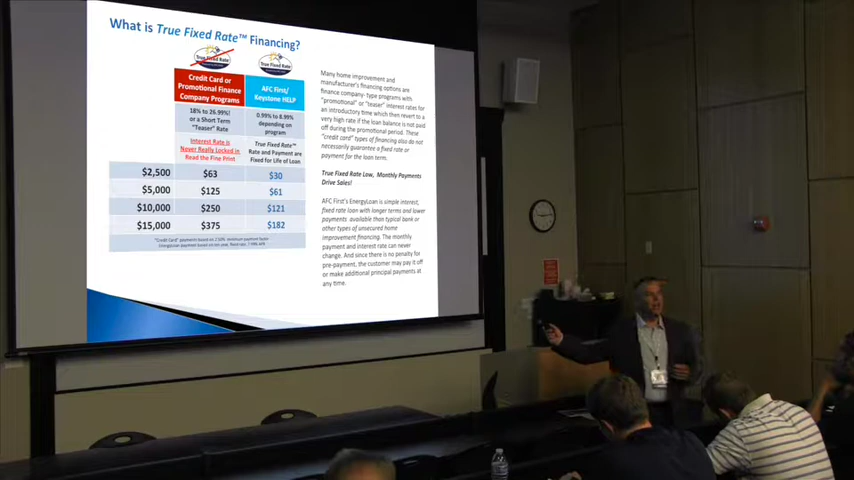 What is True Fixed Rate™ Financing?
True Fixed Rate
True Fixed Rate
Credit Card or
Promotional Finance
Company Programs
AFC First/
Keystone HELP
18% to 26.99%!
or a Short Term
"Teaser" Rate
0.99% to 8.99%
depending on
program
Interest Rate is
Never Really Locked in
Read the Fine Print
True Fixed Rate™
Rate and Payment are
Fixed for Life of Loan
$2,500 $63 $30
$5,000 $125 $61
$10,000 $250 $121
$15,000 $375 $182
Many home improvement and
manufacturer's financing options are
finance company- type programs with
"promotional" or "teaser" interest rates for
an introductory time which then revert to a
very high rate if the loan balance is not paid
off during the promotional period. These
"credit card" types of financing also do not
necessarily guarantee a fixed rate or
payment for the loan term.
True Fixed Rate Low, Monthly Payments
Drive Sales!
AFC First's EnergyLoan is simple interest,
fixed rate loan with longer terms and lower
payments available than typical bank or
other types of unsecured home
improvement financing. The monthly
payment and interest rate can never
change. And since there is no penalty for
pre-payment, the customer may pay it off
or make additional principal payments at
any time.